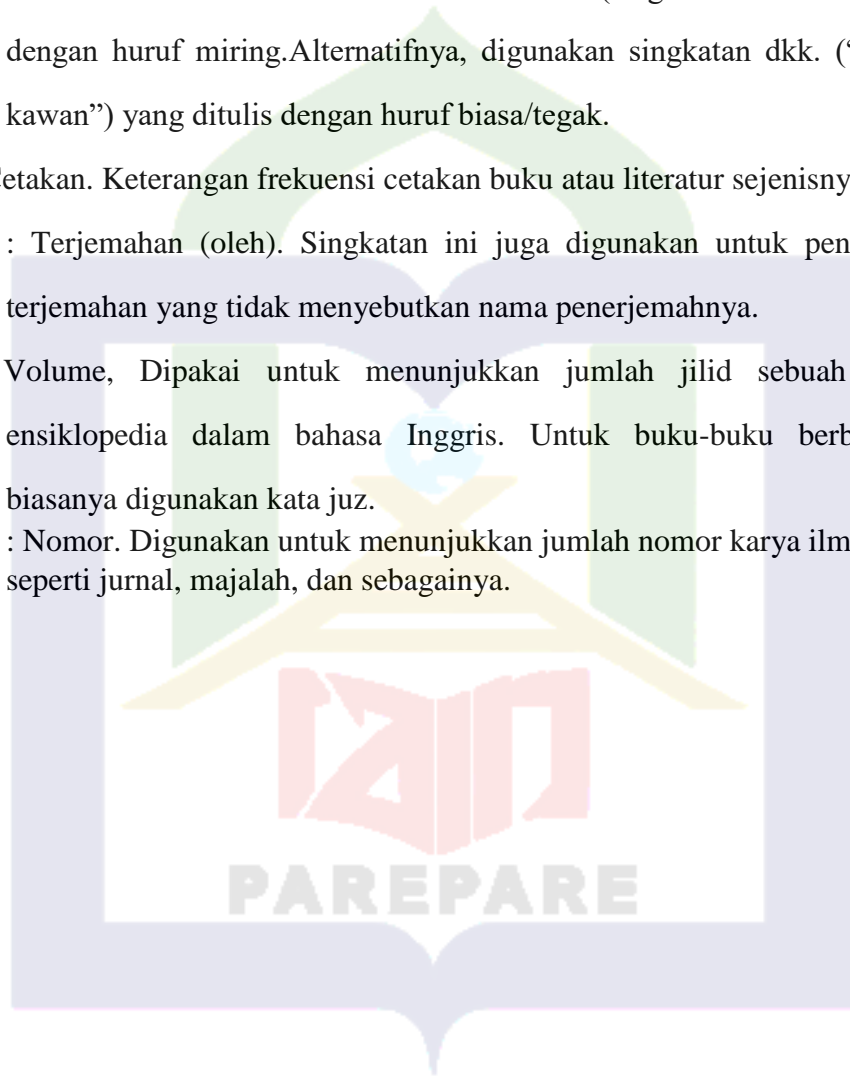 dengan huruf miring.Alternatifnya, digunakan singkatan dkk. (“
kawan”) yang ditulis dengan huruf biasa/tegak.
etakan. Keterangan frekuensi cetakan buku atau literatur sejenisny
: Terjemahan (oleh). Singkatan ini juga digunakan untuk pen
terjemahan yang tidak menyebutkan nama penerjemahnya.
Volume, Dipakai untuk menunjukkan jumlah jilid sebuah
ensiklopedia dalam bahasa Inggris. Untuk buku-buku berb
biasanya digunakan kata juz.
: Nomor. Digunakan untuk menunjukkan jumlah nomor karya ilm
seperti jurnal, majalah, dan sebagainya.
iain
PAREPARE